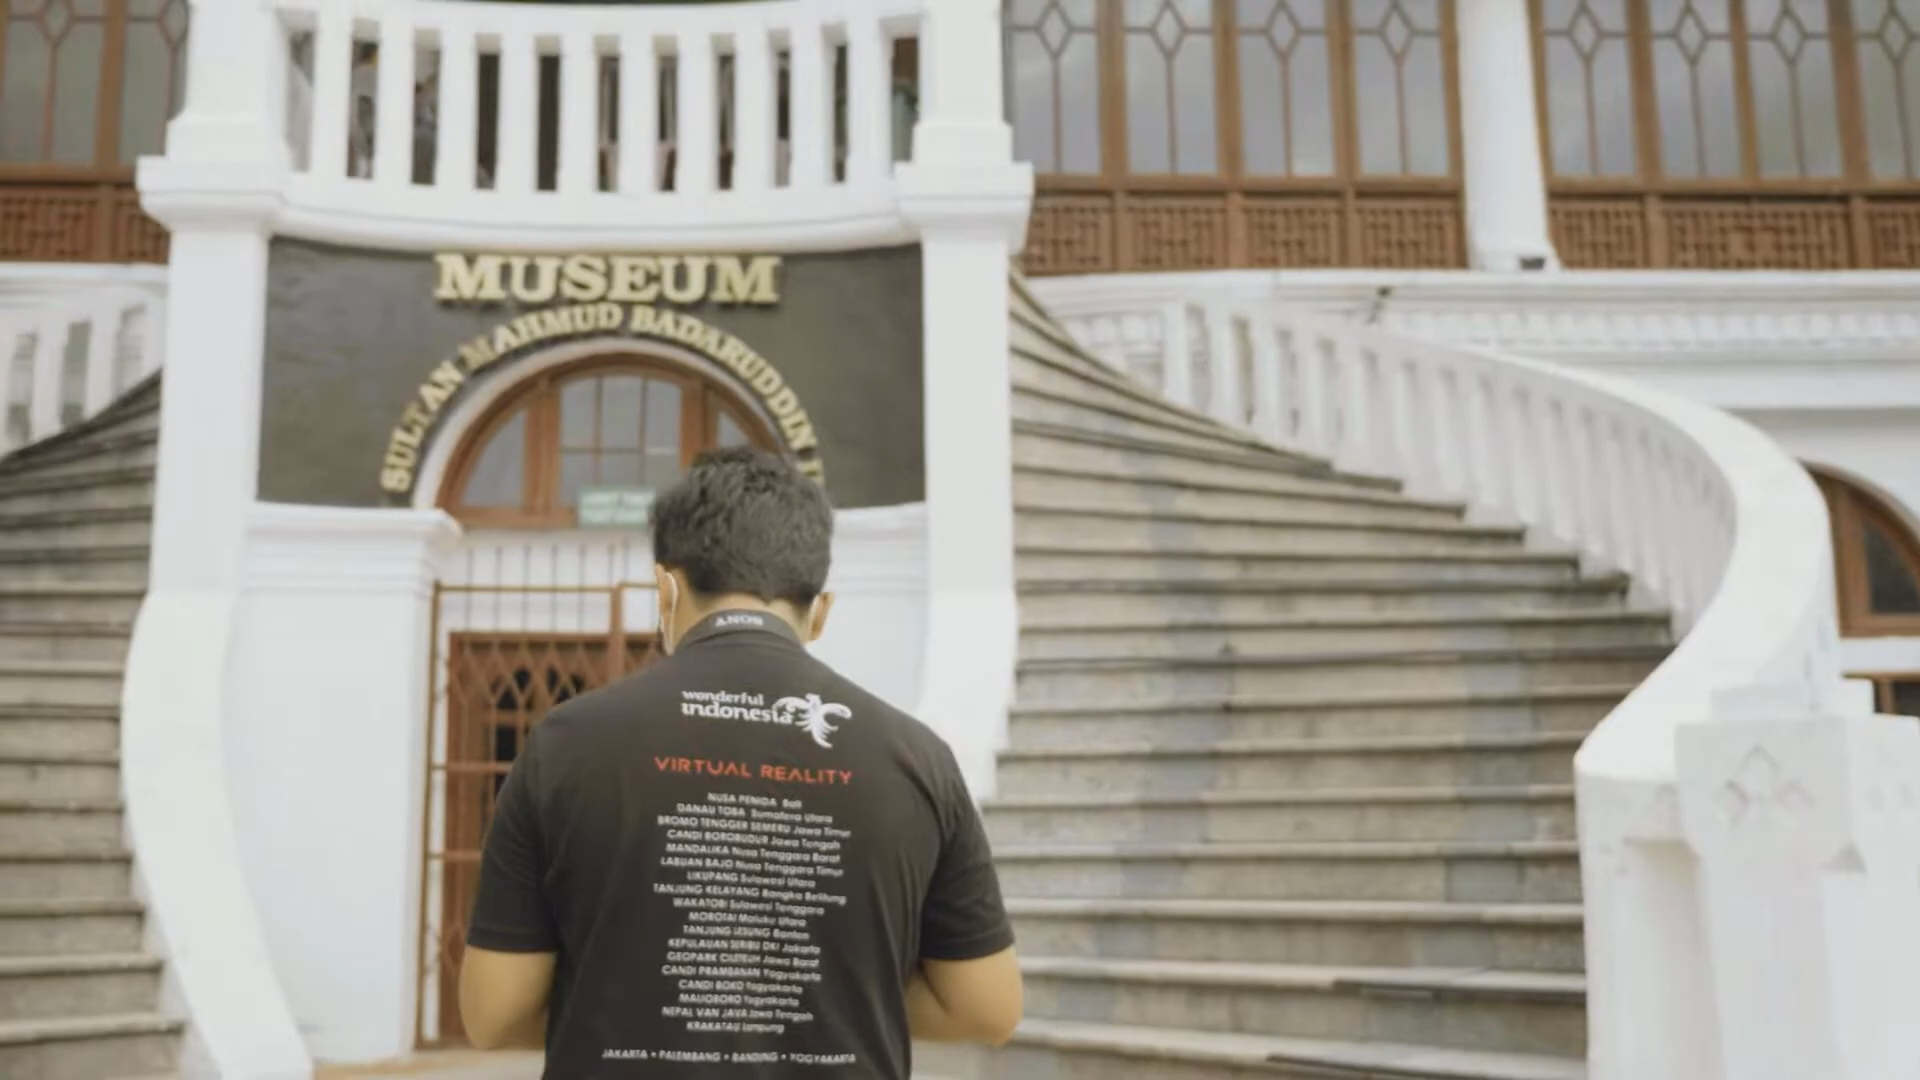 MUSEUM
SULTAN MAHMUD BADARUDDIN
wonderful
indonesia
VIRTUAL REALITY
NUSA PENIDA Bali
DANAU TOBA Sumatera Utara
BROMO TENGGER SEMERU Jawa Timur
CANDI BOROBUDUR Jawa Tengah
MANDALIKA Nusa Tenggara Barat
LABUAN BAJO Nusa Tenggara Timur
LIKUPANG Sulawesi Utara
TANJUNG KELAYANG Bangka Belitung
WAKATOBI Sulawesi Tenggara
MOROTAI Maluku Utara
TANJUNG LESUNG Banten
KEPULAUAN SERIBU DKI Jakarta
GEOPARK CILETEUH Jawa Barat
CANDI PRAMBANAN Yogyakarta
CANDI BOKO Yogyakarta
MALIOBORO Yogyakarta
NEPAL VAN JAVA Jawa Tengah
KRAKATAU Lampung
JAKARTA • PALEMBANG • BANDUNG • YOGYAKARTA